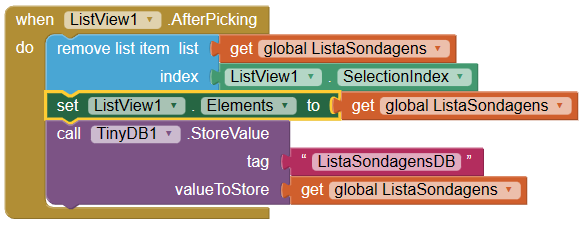 when ListView1 .AfterPicking
do remove list item list get global ListaSondagens
index ListView1 . SelectionIndex
set ListView1 . Elements to get global ListaSondagens
call TinyDB1 .StoreValue
tag “ ListaSondagensDB ”
valueToStore get global ListaSondagens